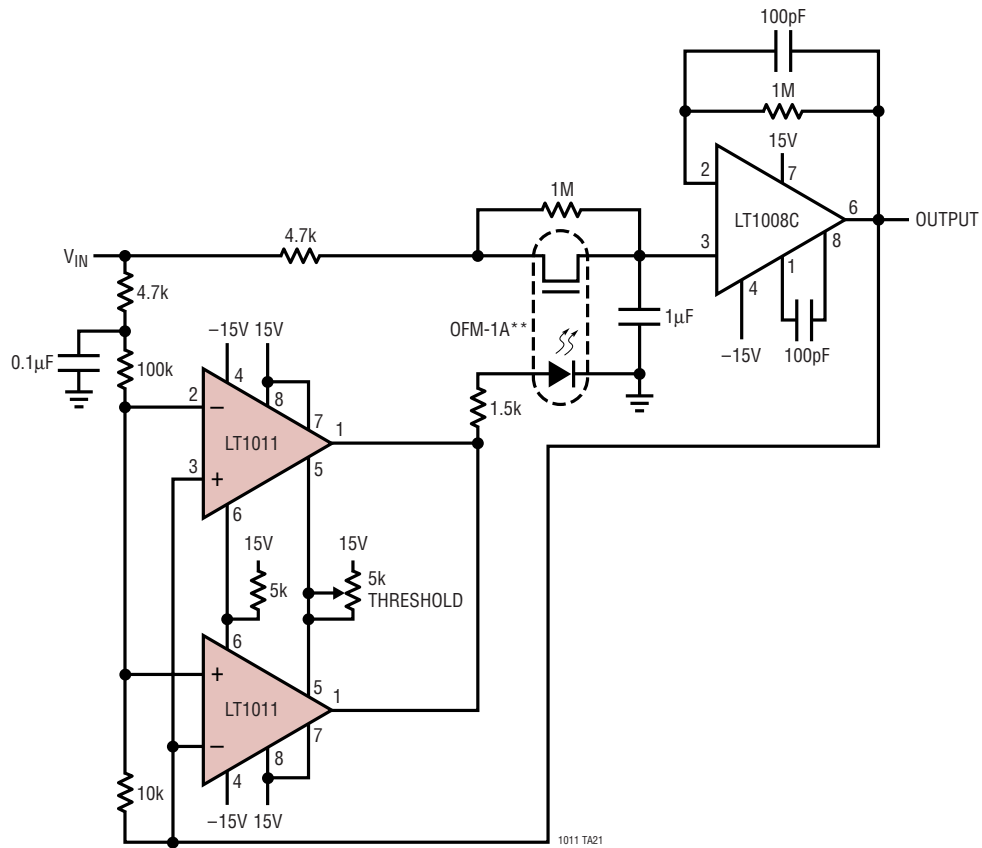 100pF
1M
15V
2
7
1M
LT1008C
6
OUTPUT
8
VIN
4.7k
3
1
4.7k
4
1µF
OFM-1A**
–15V
100pF
–15V 15V
0.1µF
100k
4
8
2
–
7
1.5k
LT1011
1
3
+
5
6
15V
15V
5k
5k
THRESHOLD
6
+
5
1
LT1011
7
–
8
4
10k
–15V 15V
1011 TA21